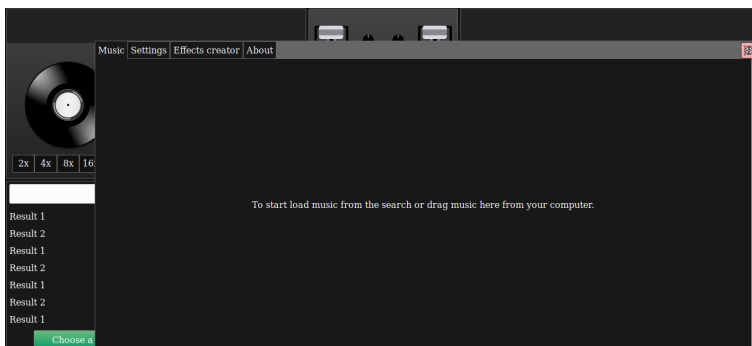 Music Settings Effects creator About
2x 4x 8x 16
To start load music from the search or drag music here from your computer.
Result 1
Result 2
Result 1
Result 2
Result 1
Result 2
Result 1
Choose a